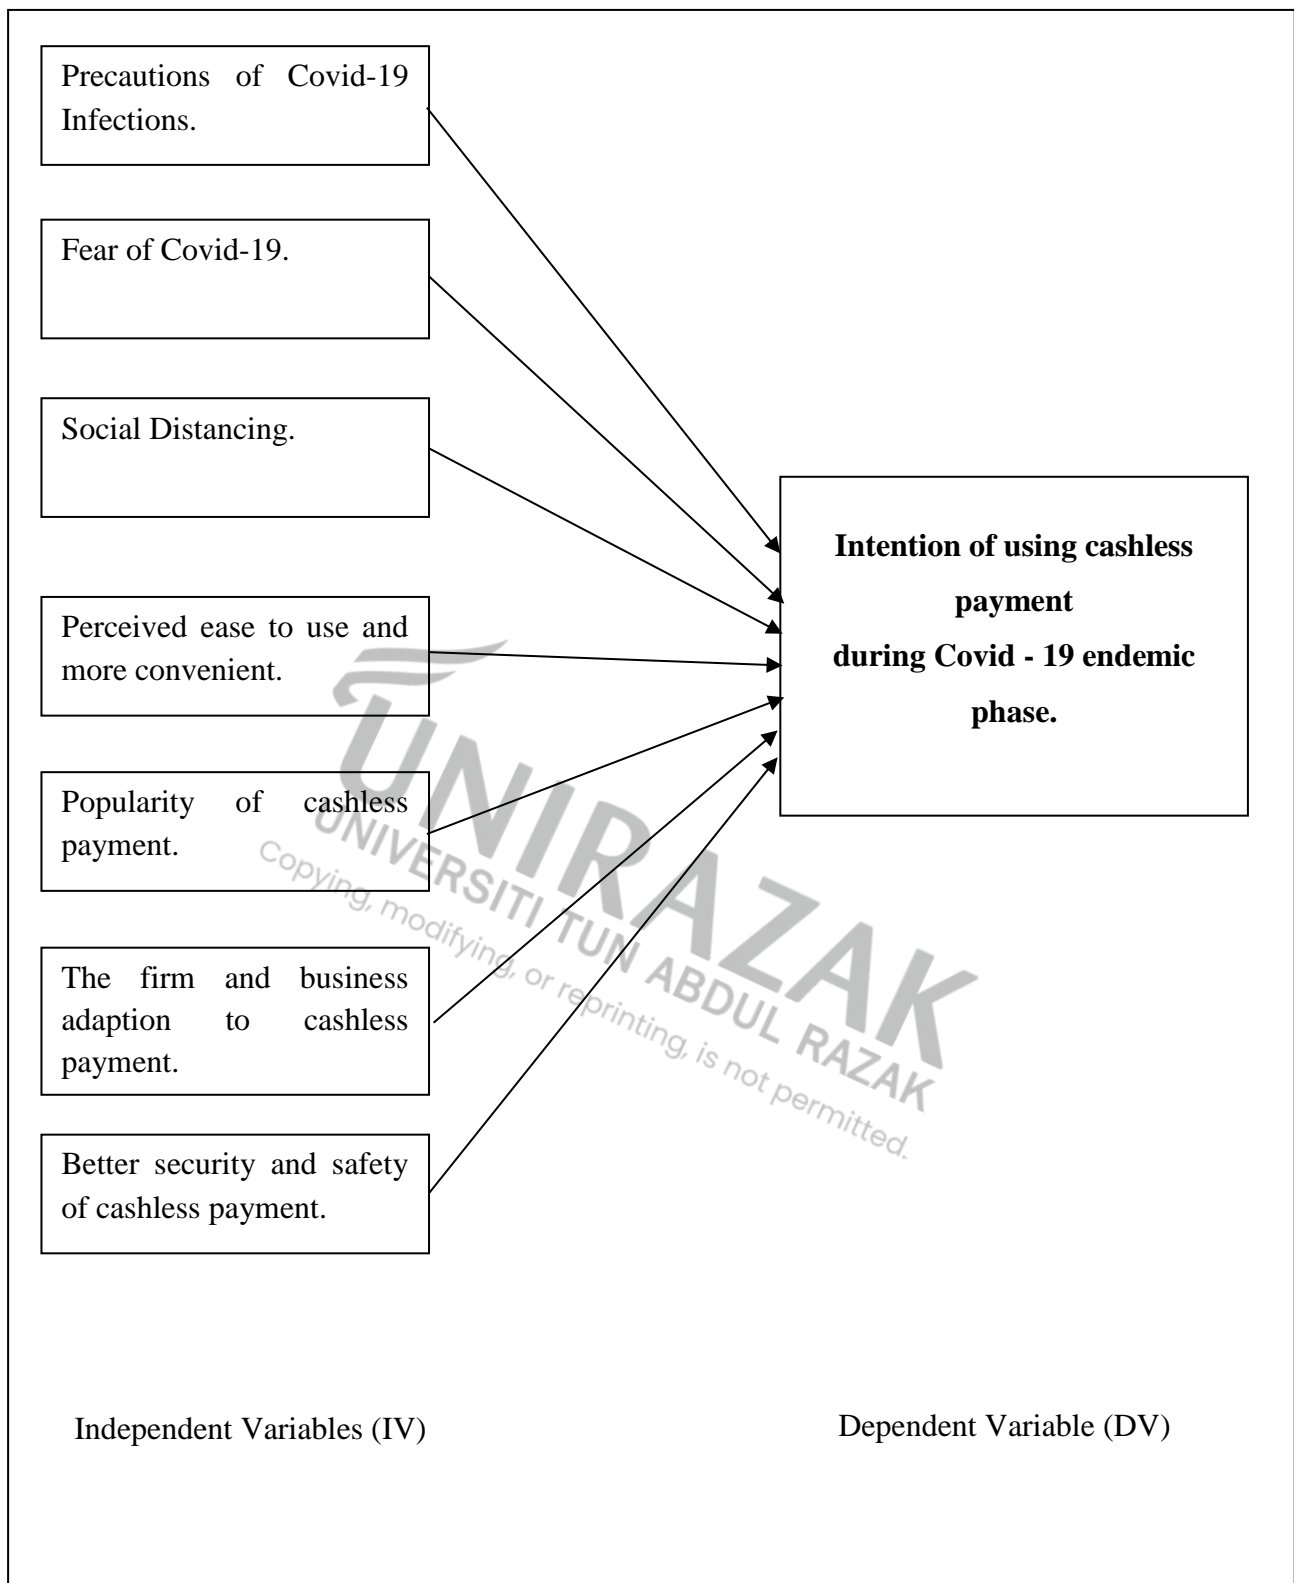 Precautions of Covid-19
Infections.
Fear of Covid-19.
Social Distancing.
Perceived ease to use and
more convenient.
Popularity of cashless
payment.
The firm and business
adaption to cashless
payment.
Better security and safety
of cashless payment.
Intention of using cashless
payment
during Covid - 19 endemic
phase.
UNIRAZAK
UNIVERSITI TUN ABDUL RAZAK
Copying, modifying, or reprinting, is not permitted.
Independent Variables (IV)
Dependent Variable (DV)